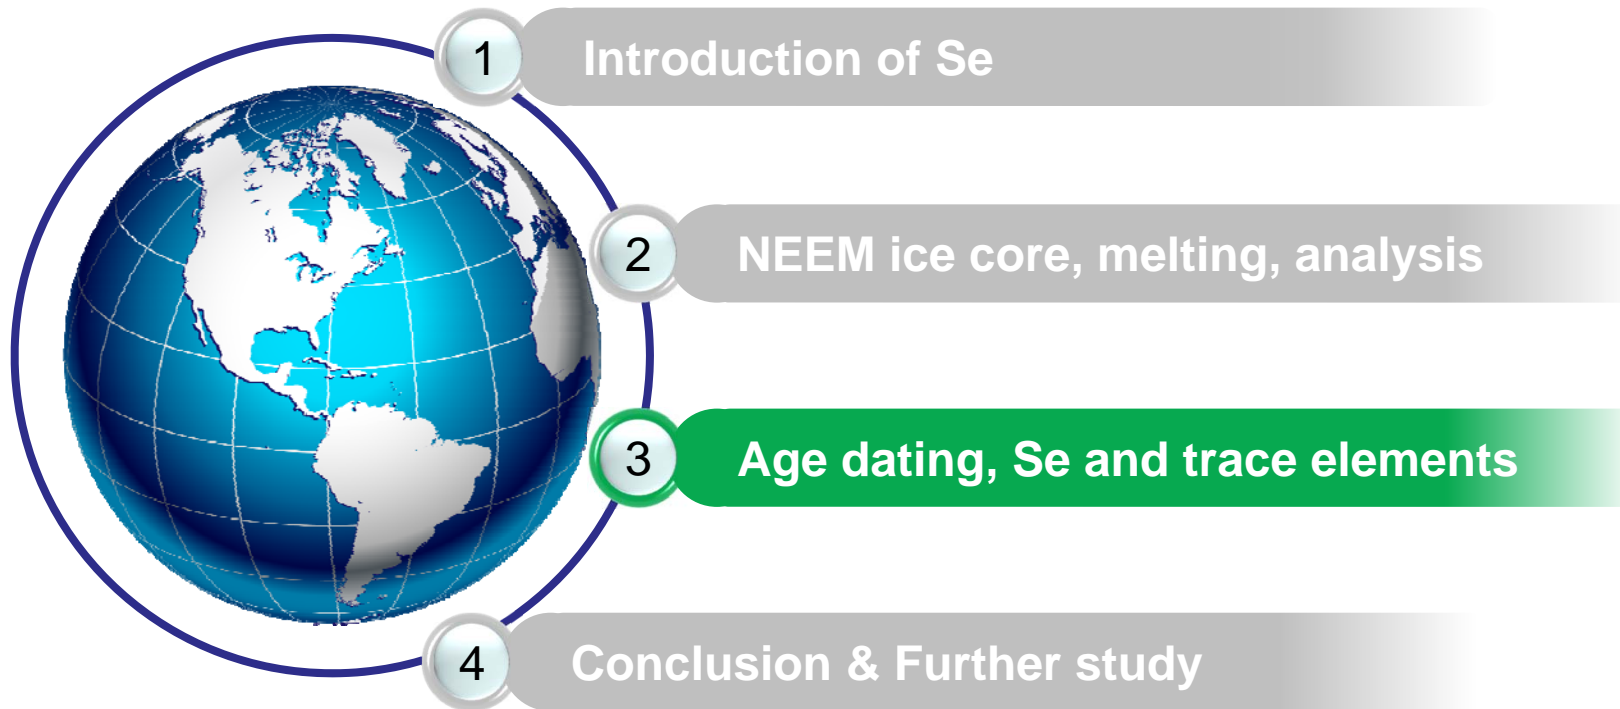 1 Introduction of Se
2 NEEM ice core, melting, analysis
3 Age dating, Se and trace elements
4 Conclusion & Further study